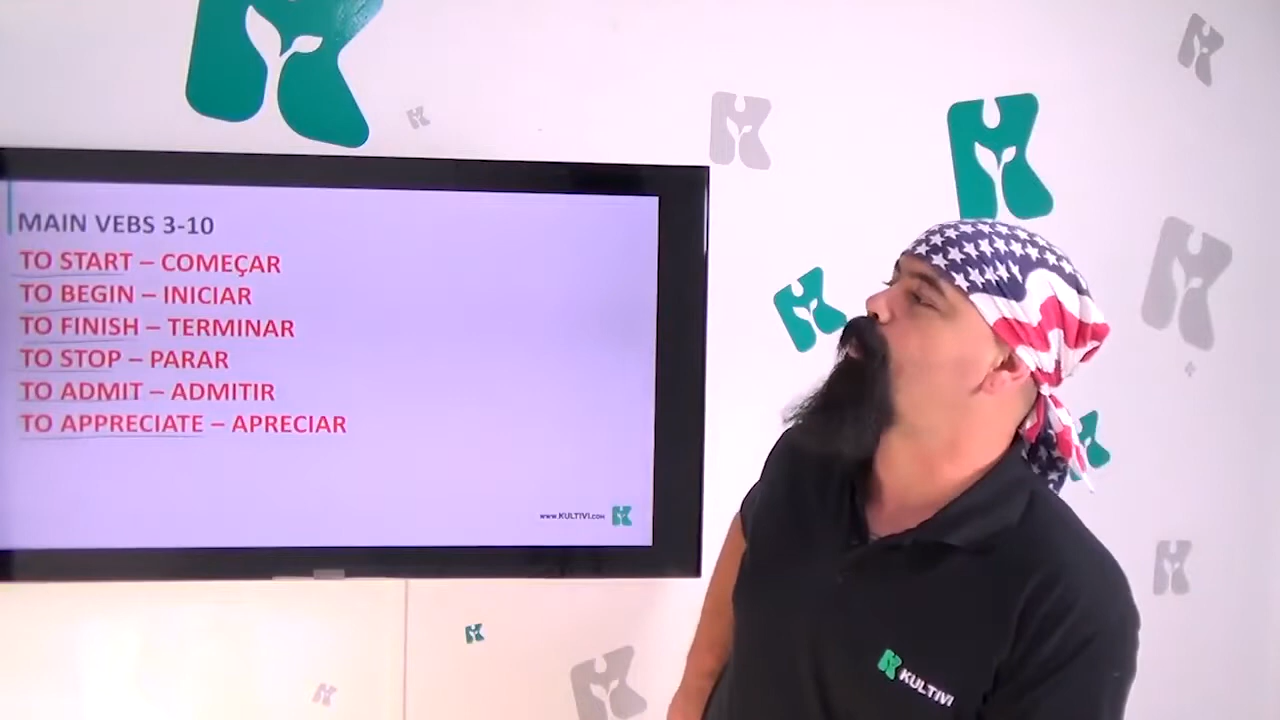 MAIN VEBS 3-10
TO START – COMEÇAR
TO BEGIN – INICIAR
TO FINISH – TERMINAR
TO STOP – PARAR
TO ADMIT – ADMITIR
TO APPRECIATE – APRECIAR
www.KULTIVI.com
KULTIVI